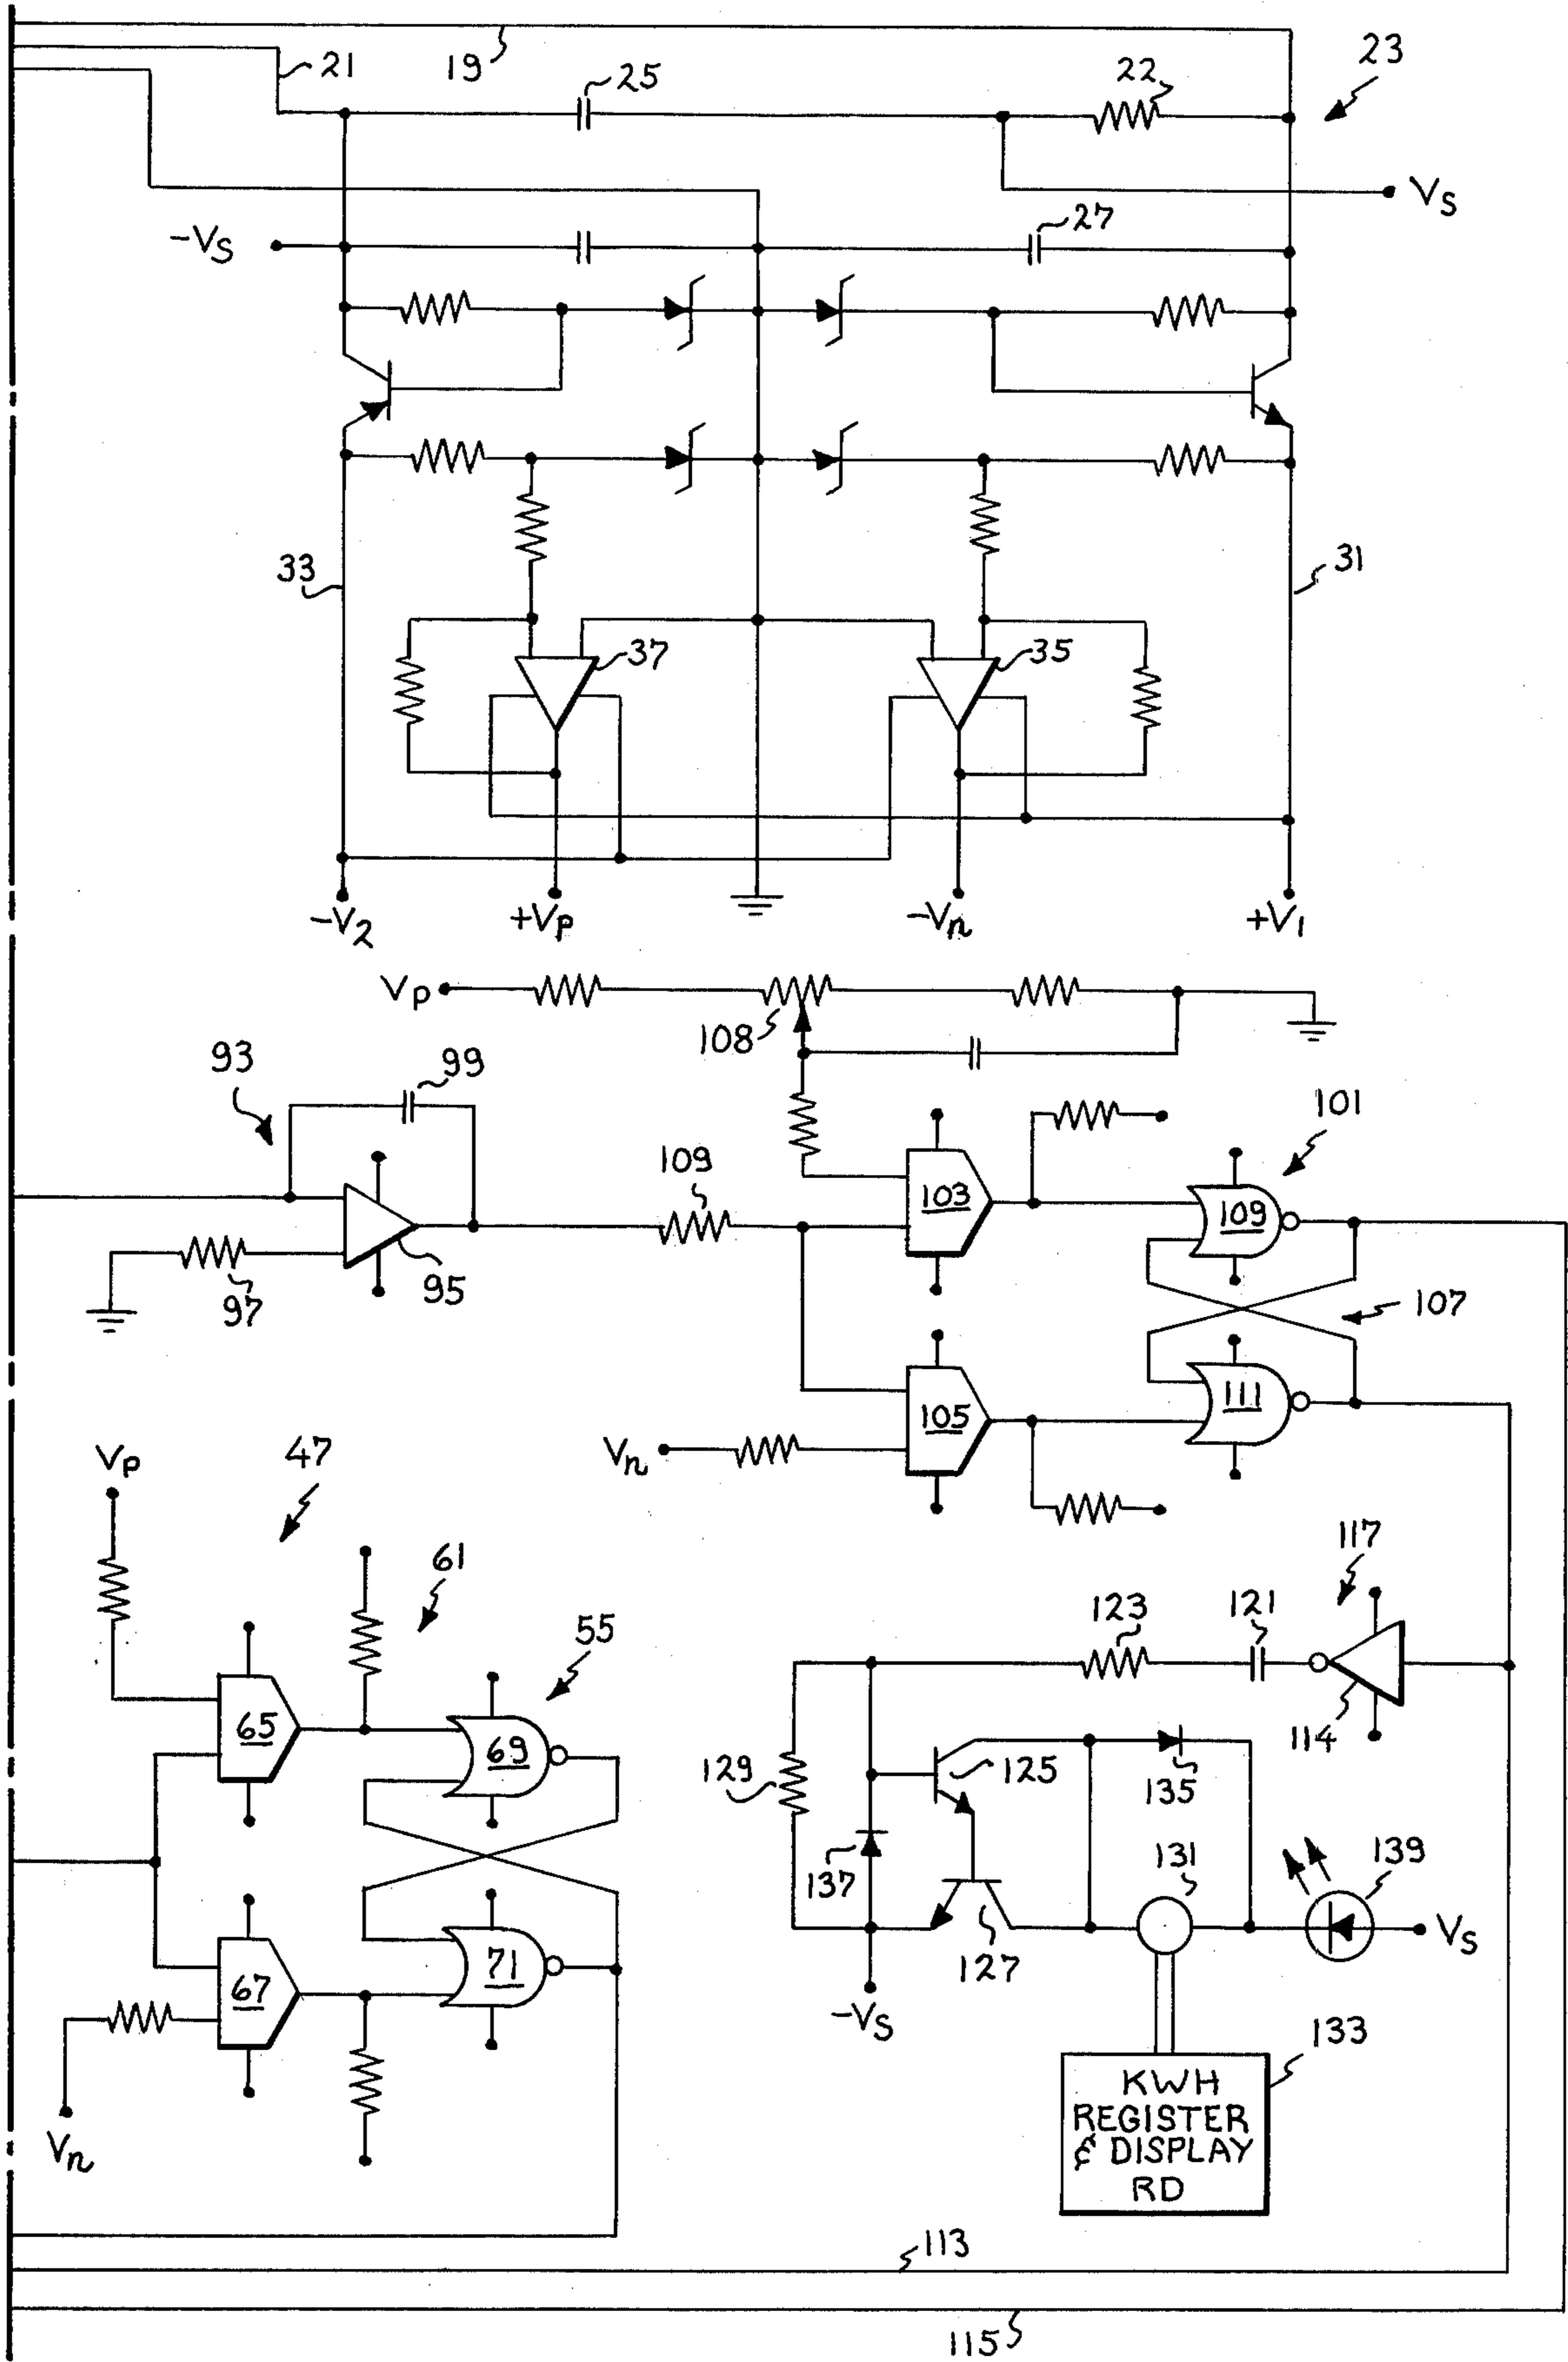 19
21
25
22
23
VS
-VS
27
33
31
37
35
-V2
+VP
-Vn
+V1
VP
108
93
99
101
109
103
109
97
95
107
105
111
Vn
VP
47
61
117
55
123
121
65
69
114
129
125
135
137
131
139
VS
127
67
71
-VS
133
KWH
REGISTER
& DISPLAY
RD
Vn
113
115